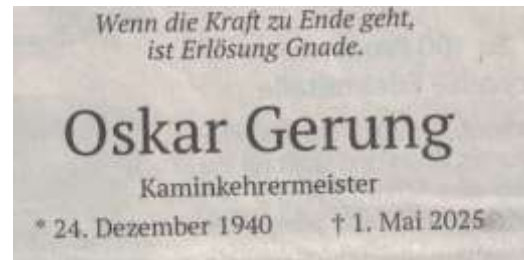 Wenn die Kraft zu Ende geht,
ist Erlösung Gnade.
Oskar Gerung
Kaminkehrermeister
* 24. Dezember 1940 † 1. Mai 2025